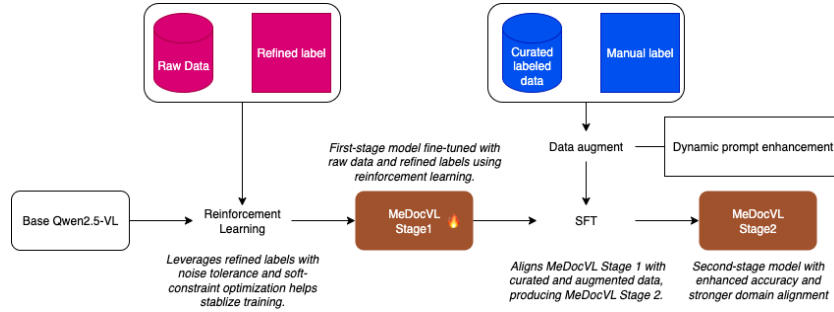 Raw Data
Refined label
Curated
labeled
data
Manual label
First-stage model fine-tuned with
raw data and refined labels using
reinforcement learning.
Data augment
Dynamic prompt enhancement
Base Qwen2.5-VL
Reinforcement
Learning
MeDocVL
Stage1
SFT
MeDocVL
Stage2
Leverages refined labels with
noise tolerance and soft-
constraint optimization helps
stablize training.
Aligns MeDocVL Stage 1 with
curated and augmented data,
producing MeDocVL Stage 2.
Second-stage model with
enhanced accuracy and
stronger domain alignment